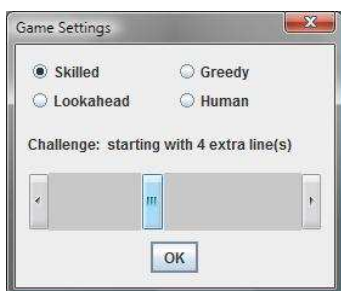 Game Settings
Skilled Greedy
Lookahead Human
Challenge: starting with 4 extra line(s)
OK